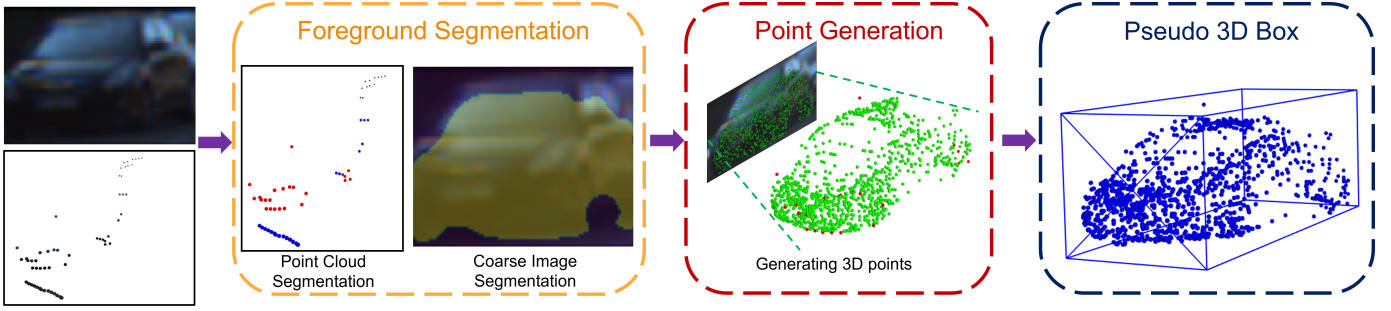 Foreground Segmentation
Point Cloud
Segmentation
Coarse Image
Segmentation
Point Generation
Generating 3D points
Pseudo 3D Box